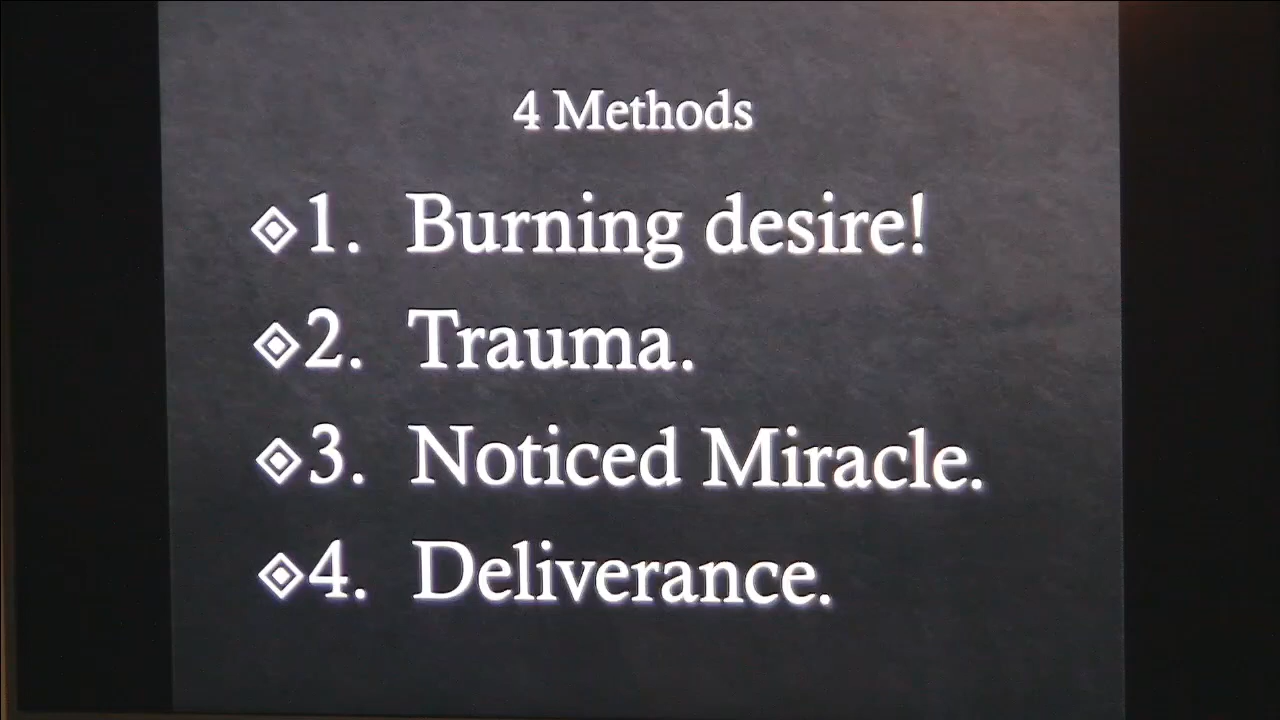 4 Methods
1. Burning desire!
2. Trauma.
3. Noticed Miracle.
4. Deliverance.